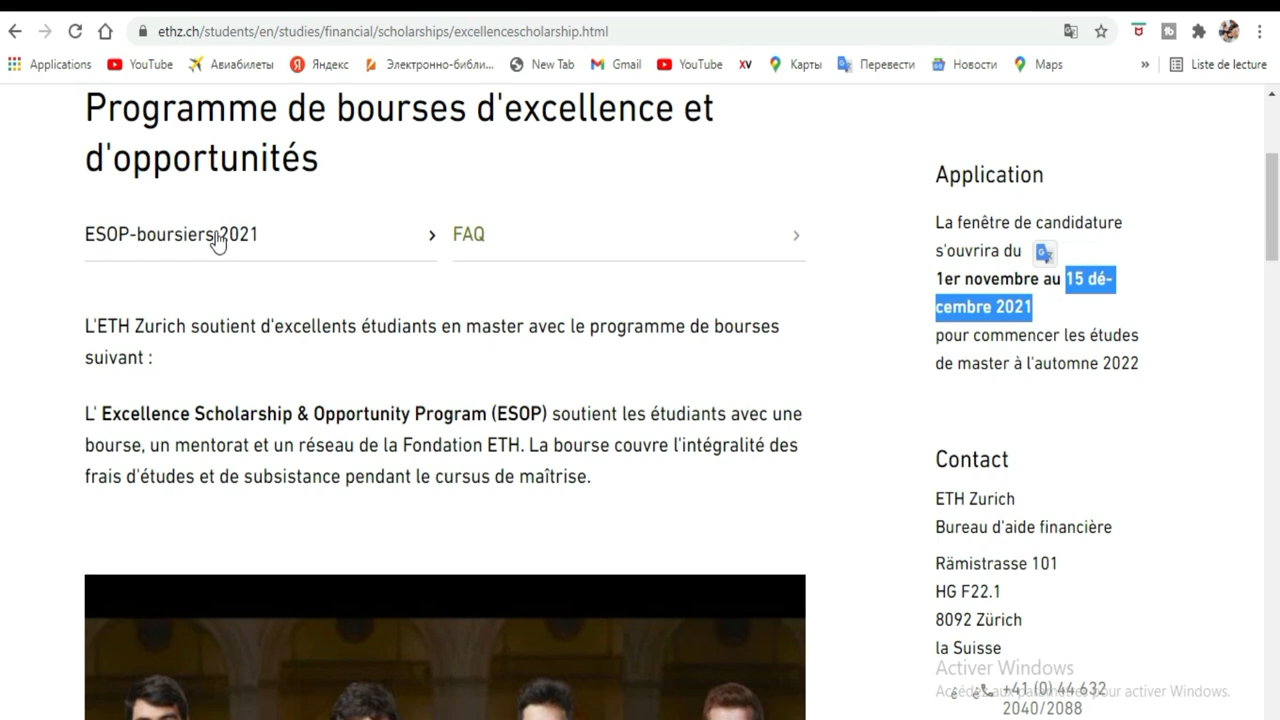 ethz.ch/students/en/studies/financial/scholarships/excellencescholarship.html
Applications YouTube Авиабилеты Яндекс Электронно-библи... New Tab Gmail YouTube XV Карты Перевести Новости Maps » Liste de lecture
Programme de bourses d'excellence et
d'opportunités
ESOP-boursiers 2021
FAQ
L'ETH Zurich soutient d'excellents étudiants en master avec le programme de bourses
suivant :
L' Excellence Scholarship & Opportunity Program (ESOP) soutient les étudiants avec une
bourse, un mentorat et un réseau de la Fondation ETH. La bourse couvre l'intégralité des
frais d'études et de subsistance pendant le cursus de maîtrise.
Application
La fenêtre de candidature
s'ouvrira du
1er novembre au 15 dé-
cembre 2021
pour commencer les études
de master à l'automne 2022
Contact
ETH Zurich
Bureau d'aide financière
Rämistrasse 101
HG F22.1
8092 Zürich
la Suisse
Activer Windows
+41 (0) 44 632
2040/2088
pour activer Windows.